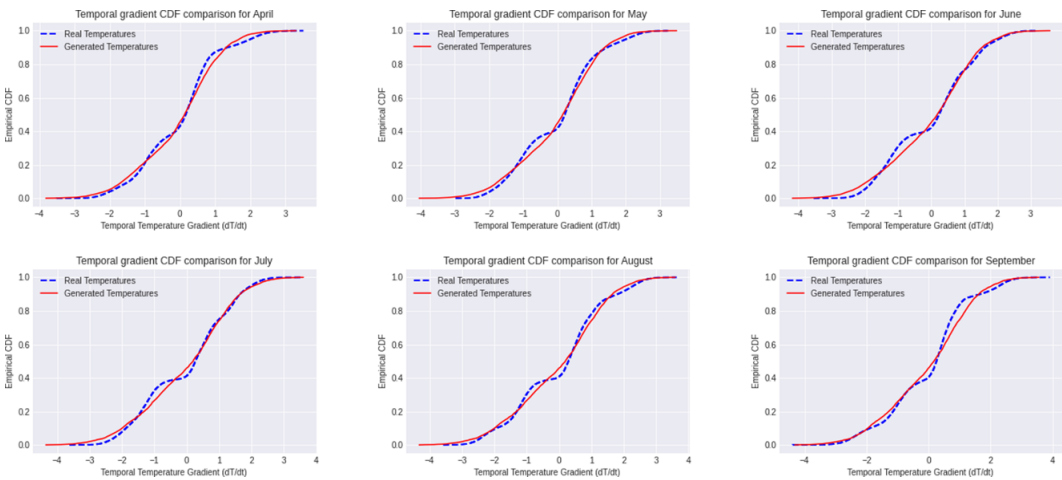 Temporal gradient CDF comparison for April
1.0
0.8
0.6
0.4
0.2
0.0
Empirical CDF
Real Temperatures
Generated Temperatures
−4 −3 −2 −1 0 1 2 3
Temporal Temperature Gradient (dT/dt)
Temporal gradient CDF comparison for May
1.0
0.8
0.6
0.4
0.2
0.0
Empirical CDF
Real Temperatures
Generated Temperatures
−4 −3 −2 −1 0 1 2 3
Temporal Temperature Gradient (dT/dt)
Temporal gradient CDF comparison for June
1.0
0.8
0.6
0.4
0.2
0.0
Empirical CDF
Real Temperatures
Generated Temperatures
−4 −3 −2 −1 0 1 2 3
Temporal Temperature Gradient (dT/dt)
Temporal gradient CDF comparison for July
1.0
0.8
0.6
0.4
0.2
0.0
Empirical CDF
Real Temperatures
Generated Temperatures
−4 −3 −2 −1 0 1 2 3 4
Temporal Temperature Gradient (dT/dt)
Temporal gradient CDF comparison for August
1.0
0.8
0.6
0.4
0.2
0.0
Empirical CDF
Real Temperatures
Generated Temperatures
−4 −3 −2 −1 0 1 2 3 4
Temporal Temperature Gradient (dT/dt)
Temporal gradient CDF comparison for September
1.0
0.8
0.6
0.4
0.2
0.0
Empirical CDF
Real Temperatures
Generated Temperatures
−4 −2 0 2 4
Temporal Temperature Gradient (dT/dt)